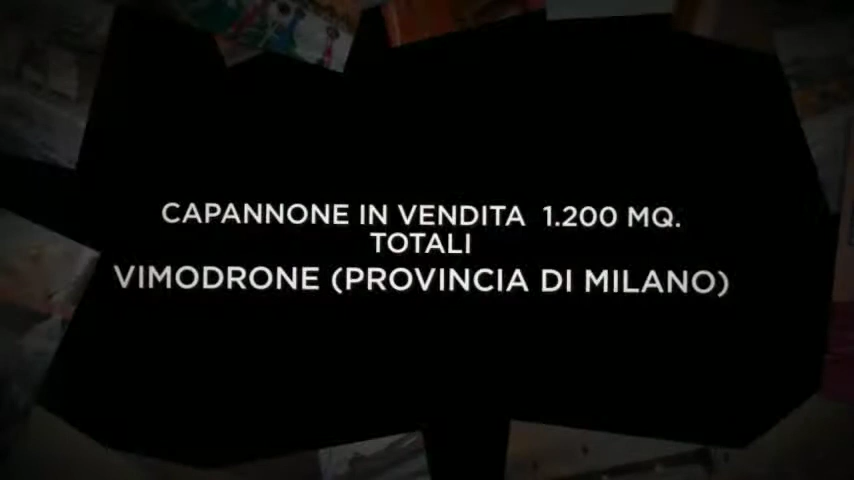 CAPANNONE IN VENDITA 1.200 MQ.
TOTALI
VIMODRONE (PROVINCIA DI MILANO)